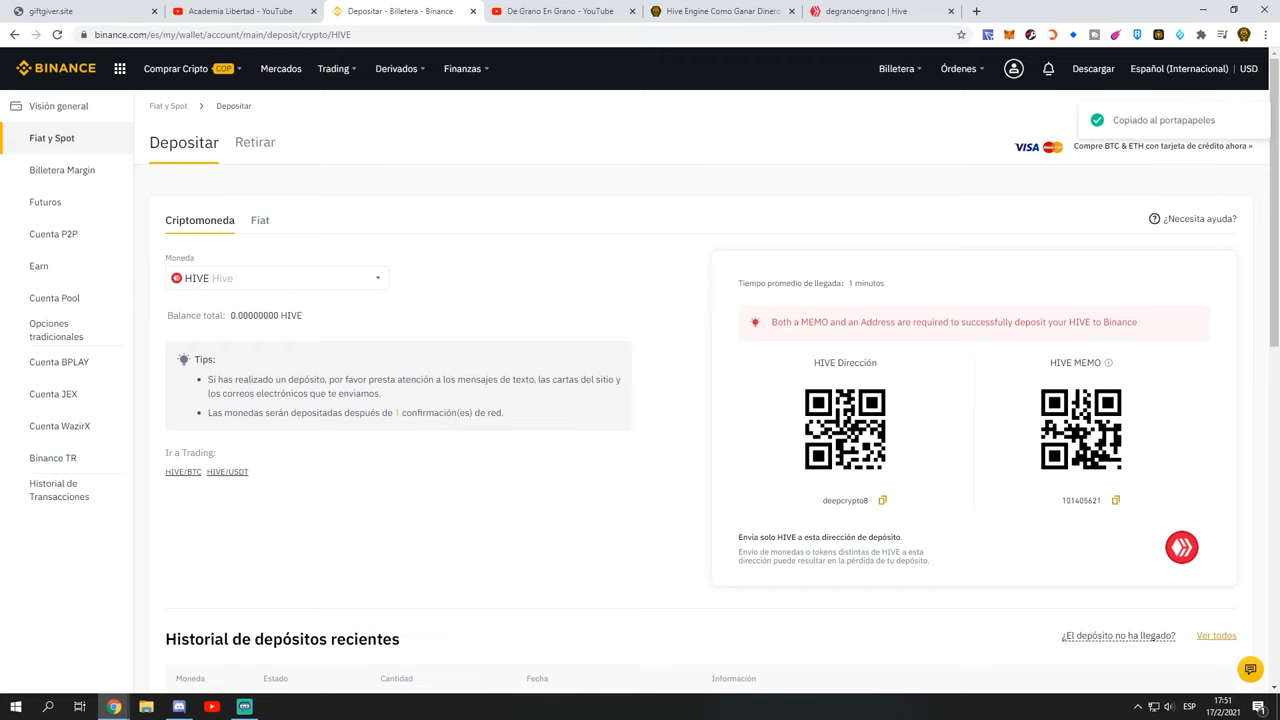 giftgiver.site
Academia Libertad - YouTube
Depositar - Billetera - Binance
De Grano En Grano - YouTube
Hive Engine Como Ganar Dinero
degranoengrano | Hive
binance.com/es/my/wallet/account/main/deposit/crypto/HIVE
BINANCE
Comprar Cripto COP
Mercados
Trading
Derivados
Finanzas
Billetera
Órdenes
Descargar
Español (Internacional) | USD
Visión general
Fiat y Spot
Billetera Margin
Futuros
Cuenta P2P
Earn
Cuenta Pool
Opciones
tradicionales
Cuenta BPLAY
Cuenta JEX
Cuenta WazirX
Binance TR
Historial de
Transacciones
Fiat y Spot > Depositar
Copiado al portapapeles
Depositar Retirar
VISA
Compre BTC & ETH con tarjeta de crédito ahora »
Criptomoneda Fiat
¿Necesita ayuda?
Moneda
HIVE Hive
Balance total: 0.00000000 HIVE
Tips:
Si has realizado un depósito, por favor presta atención a los mensajes de texto, las cartas del sitio y
los correos electrónicos que te enviamos.
Las monedas serán depositadas después de 1 confirmación(es) de red.
Ir a Trading:
HIVE/BTC HIVE/USDT
Tiempo promedio de llegada: 1 minutos
Both a MEMO and an Address are required to successfully deposit your HIVE to Binance
HIVE Dirección
HIVE MEMO
deepcrypto8
101405621
Envía solo HIVE a esta dirección de depósito.
Envío de monedas o tokens distintas de HIVE a esta
dirección puede resultar en la pérdida de tu depósito.
Historial de depósitos recientes
¿El depósito no ha llegado?
Ver todos
Moneda Estado Cantidad Fecha Información
ESP
17:51
17/2/2021